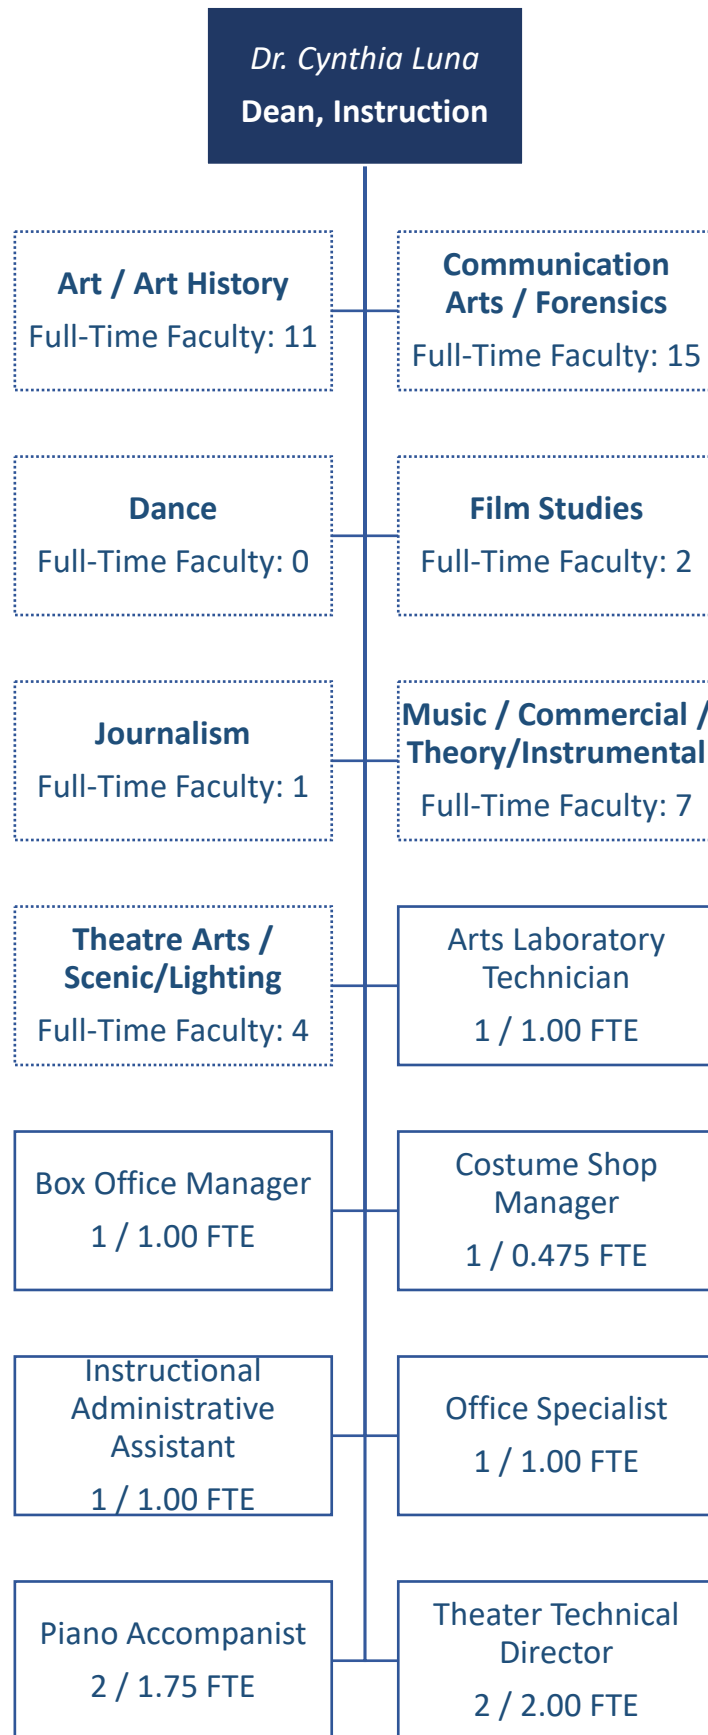 Dr. Cynthia Luna
Dean, Instruction
Art / Art History
Full-Time Faculty: 11
Communication
Arts / Forensics
Full-Time Faculty: 15
Dance
Full-Time Faculty: 0
Film Studies
Full-Time Faculty: 2
Journalism
Full-Time Faculty: 1
Music / Commercial /
Theory/Instrumental
Full-Time Faculty: 7
Theatre Arts /
Scenic/Lighting
Full-Time Faculty: 4
Arts Laboratory
Technician
1 / 1.00 FTE
Box Office Manager
1 / 1.00 FTE
Costume Shop
Manager
1 / 0.475 FTE
Instructional
Administrative
Assistant
1 / 1.00 FTE
Office Specialist
1 / 1.00 FTE
Piano Accompanist
2 / 1.75 FTE
Theater Technical
Director
2 / 2.00 FTE